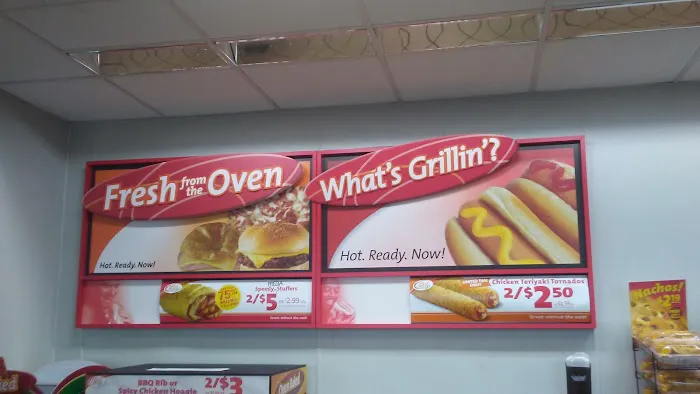 Fresh from the Oven
Hot. Ready. Now!
Speedy Stuffers
2/$5
What's Grillin'?
Hot. Ready. Now!
Chicken Teriyaki Tornados
2/$2 50
Nachos!
BBQ Rib or
Spicy Chicken Hoagie
2/$3